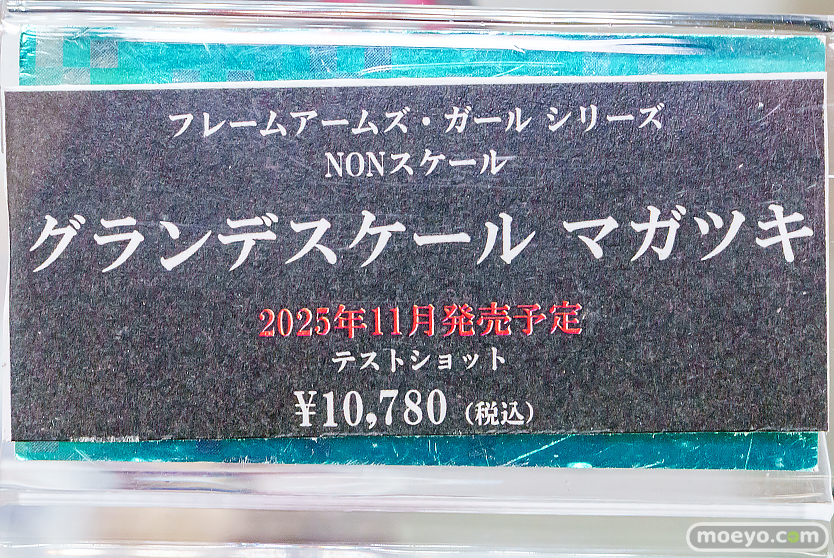 フレームアームズ・ガール シリーズ
NONスケール
グランデスケール マガツキ
2025年11月発売予定
テストショット
¥10,780（税込）
moeyo.com